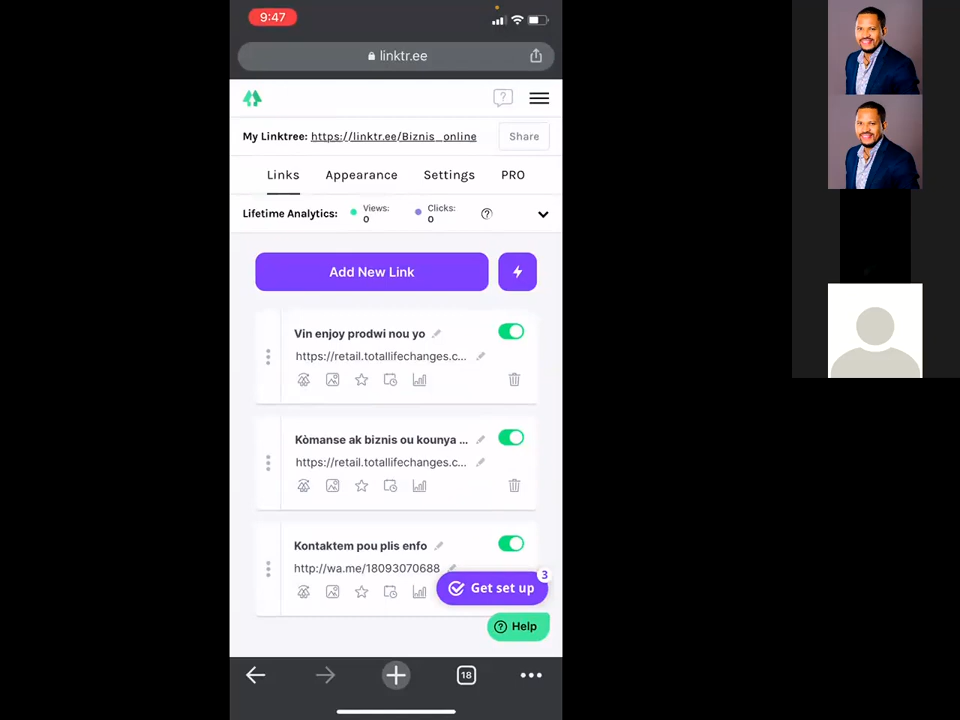 9:47
linktr.ee
My Linktree: https://linktr.ee/Biznis_online
Share
Links Appearance Settings PRO
Lifetime Analytics: Views: 0 Clicks: 0
Add New Link
Vin enjoy prodwi nou yo
https://retail.totallifechanges.c...
Kòmanse ak biznis ou kounya ...
https://retail.totallifechanges.c...
Kontaktem pou plis enfo
http://wa.me/18093070688
3
Get set up
Help
18